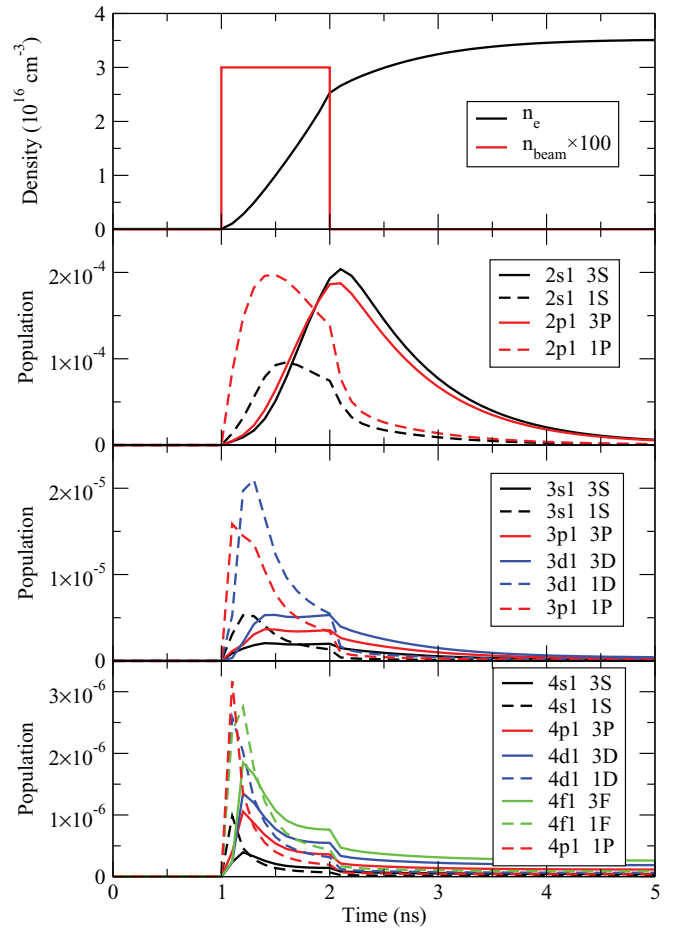 4
3
2
1
0
Density (10¹⁶ cm⁻³)
nₑ
n_beam×100
2×10⁻⁴
1×10⁻⁴
0
Population
2s1 3S
2s1 1S
2p1 3P
2p1 1P
2×10⁻⁵
1×10⁻⁵
0
Population
3s1 3S
3s1 1S
3p1 3P
3d1 3D
3d1 1D
3p1 1P
3×10⁻⁶
2×10⁻⁶
1×10⁻⁶
0
Population
4s1 3S
4s1 1S
4p1 3P
4d1 3D
4d1 1D
4f1 3F
4f1 1F
4p1 1P
0 1 2 3 4 5
Time (ns)